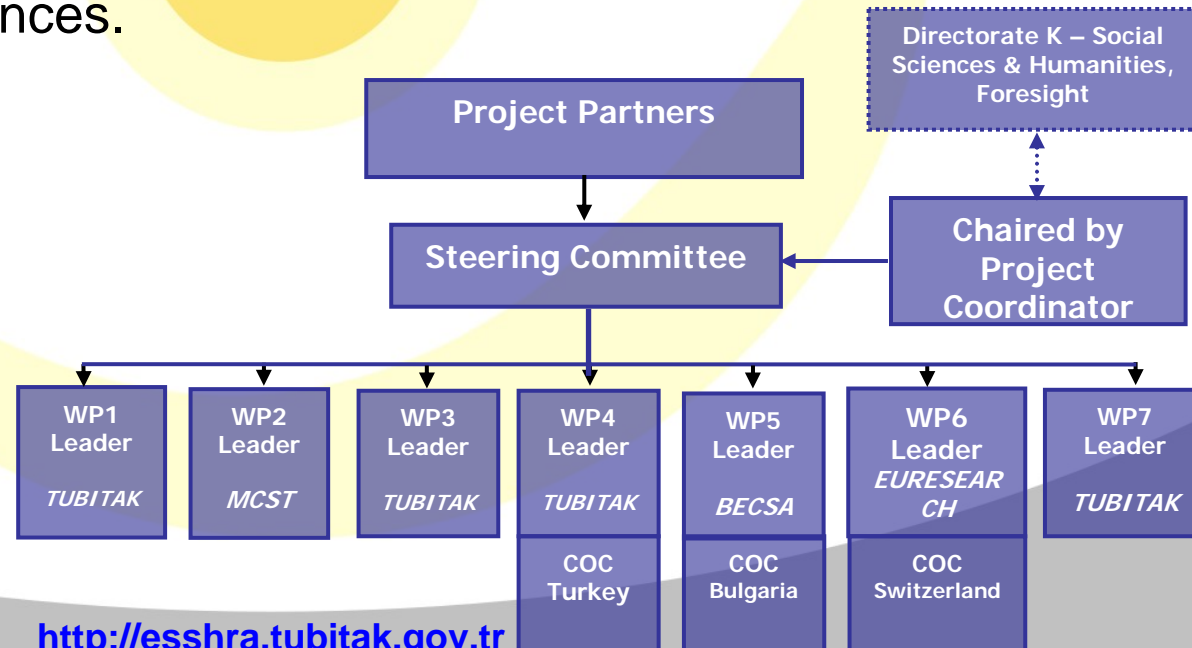 nces.
Directorate K – Social
Sciences & Humanities,
Foresight
Project Partners
Steering Committee
Chaired by
Project
Coordinator
WP1
Leader
TUBITAK
WP2
Leader
MCST
WP3
Leader
TUBITAK
WP4
Leader
TUBITAK
WP5
Leader
BECSA
WP6
Leader
EURESEAR
CH
WP7
Leader
TUBITAK
COC
Turkey
COC
Bulgaria
COC
Switzerland
http://esshra.tubitak.gov.tr